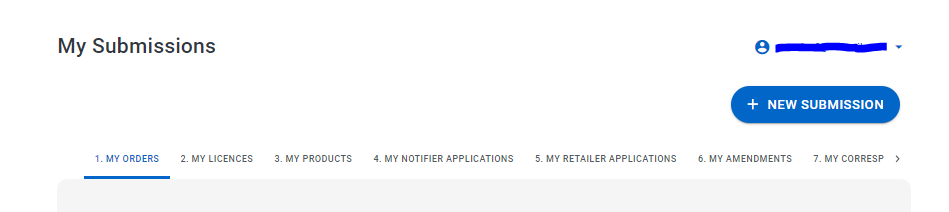 My Submissions
+ NEW SUBMISSION
1. MY ORDERS 2. MY LICENCES 3. MY PRODUCTS 4. MY NOTIFIER APPLICATIONS 5. MY RETAILER APPLICATIONS 6. MY AMENDMENTS 7. MY CORRESP